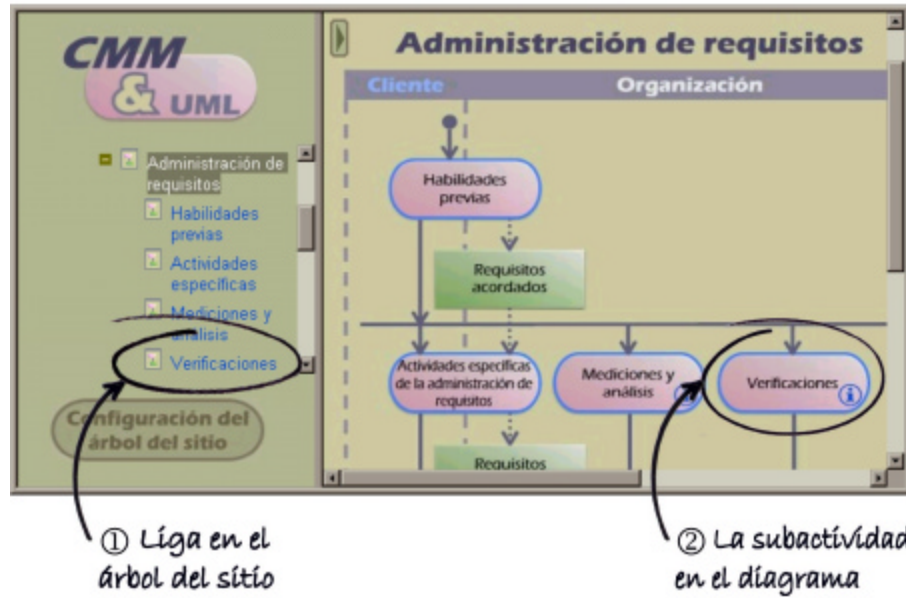 CMM
& UML
Administración de
requisitos
Habilidades
previas
Actividades
específicas
Mediciones y
análisis
Verificaciones
Configuración del
árbol del sitio
Administración de requisitos
Cliente
Organización
Habilidades
previas
Requisitos
acordados
Actividades específicas
de la administración de
requisitos
Mediciones y
análisis
Verificaciones
i
Requisitos
① Liga en el
árbol del sitio
② La subactividad
en el diagrama